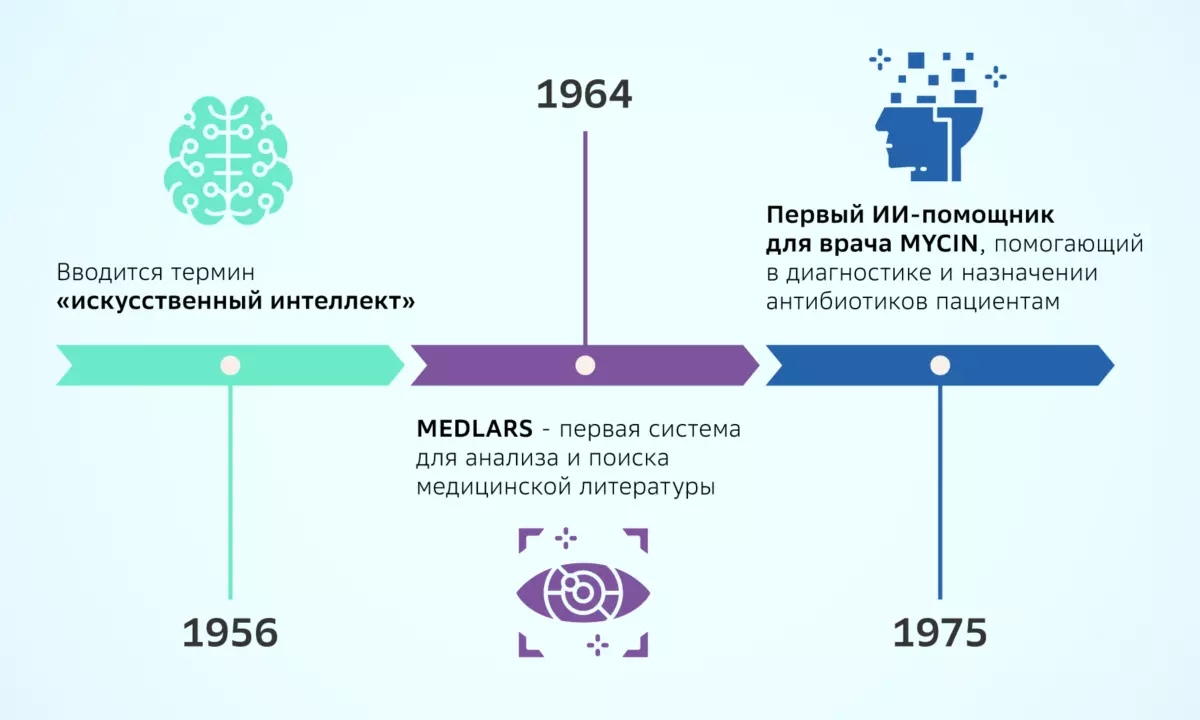 Вводится термин
«искусственный интеллект»
1956
1964
MEDLARS - первая система
для анализа и поиска
медицинской литературы
Первый ИИ-помощник
для врача MYCIN, помогающий
в диагностике и назначении
антибиотиков пациентам
1975